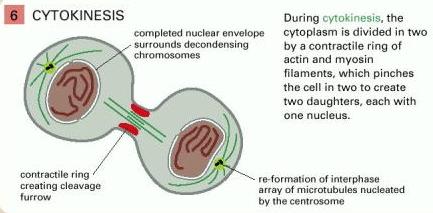 6 CYTOKINESIS
completed nuclear envelope
surrounds decondensing
chromosomes
During cytokinesis, the
cytoplasm is divided in two
by a contractile ring of
actin and myosin
filaments, which pinches
the cell in two to create
two daughters, each with
one nucleus.
contractile ring
creating cleavage
furrow
re-formation of interphase
array of microtubules nucleated
by the centrosome